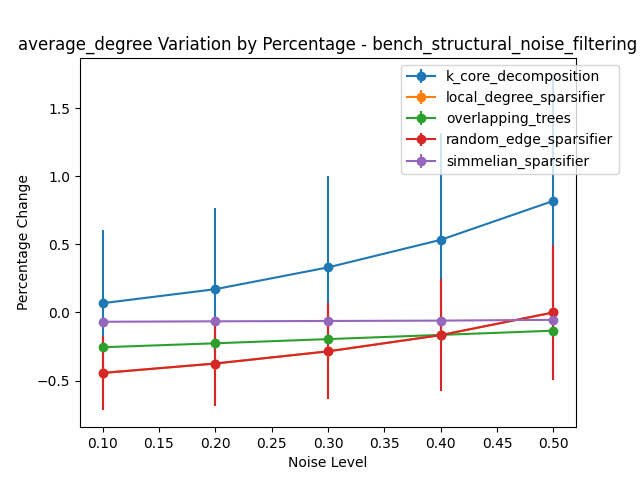 average_degree Variation by Percentage - bench_structural_noise_filtering
k_core_decomposition
local_degree_sparsifier
overlapping_trees
random_edge_sparsifier
simmelian_sparsifier
Percentage Change
1.5
1.0
0.5
0.0
−0.5
0.10 0.15 0.20 0.25 0.30 0.35 0.40 0.45 0.50
Noise Level